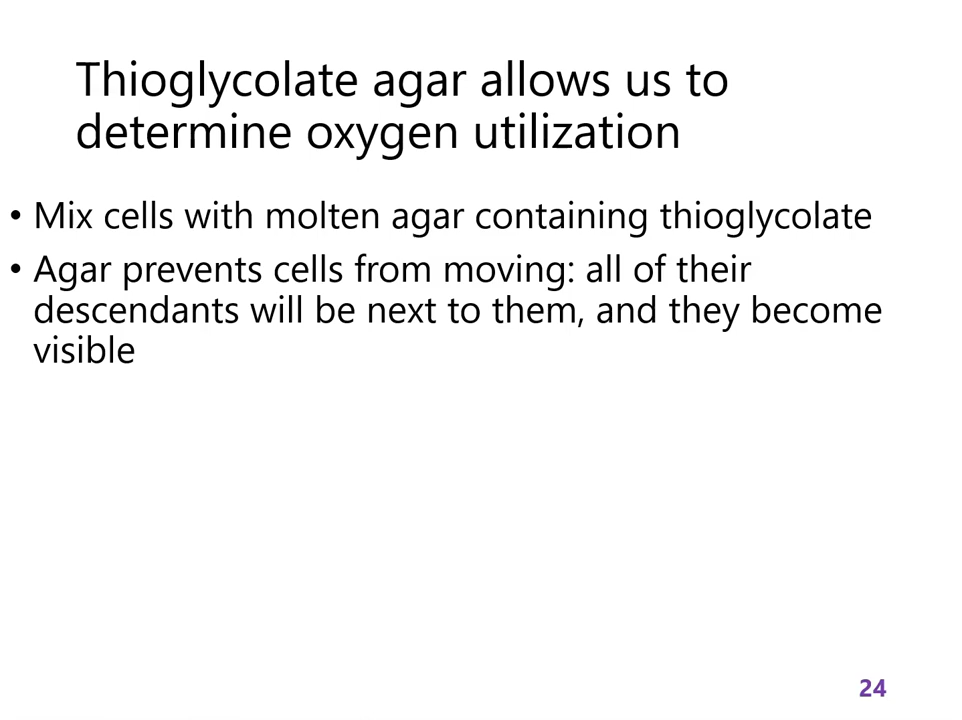 Thioglycolate agar allows us to
determine oxygen utilization
• Mix cells with molten agar containing thioglycolate
• Agar prevents cells from moving: all of their
descendants will be next to them, and they become
visible
24